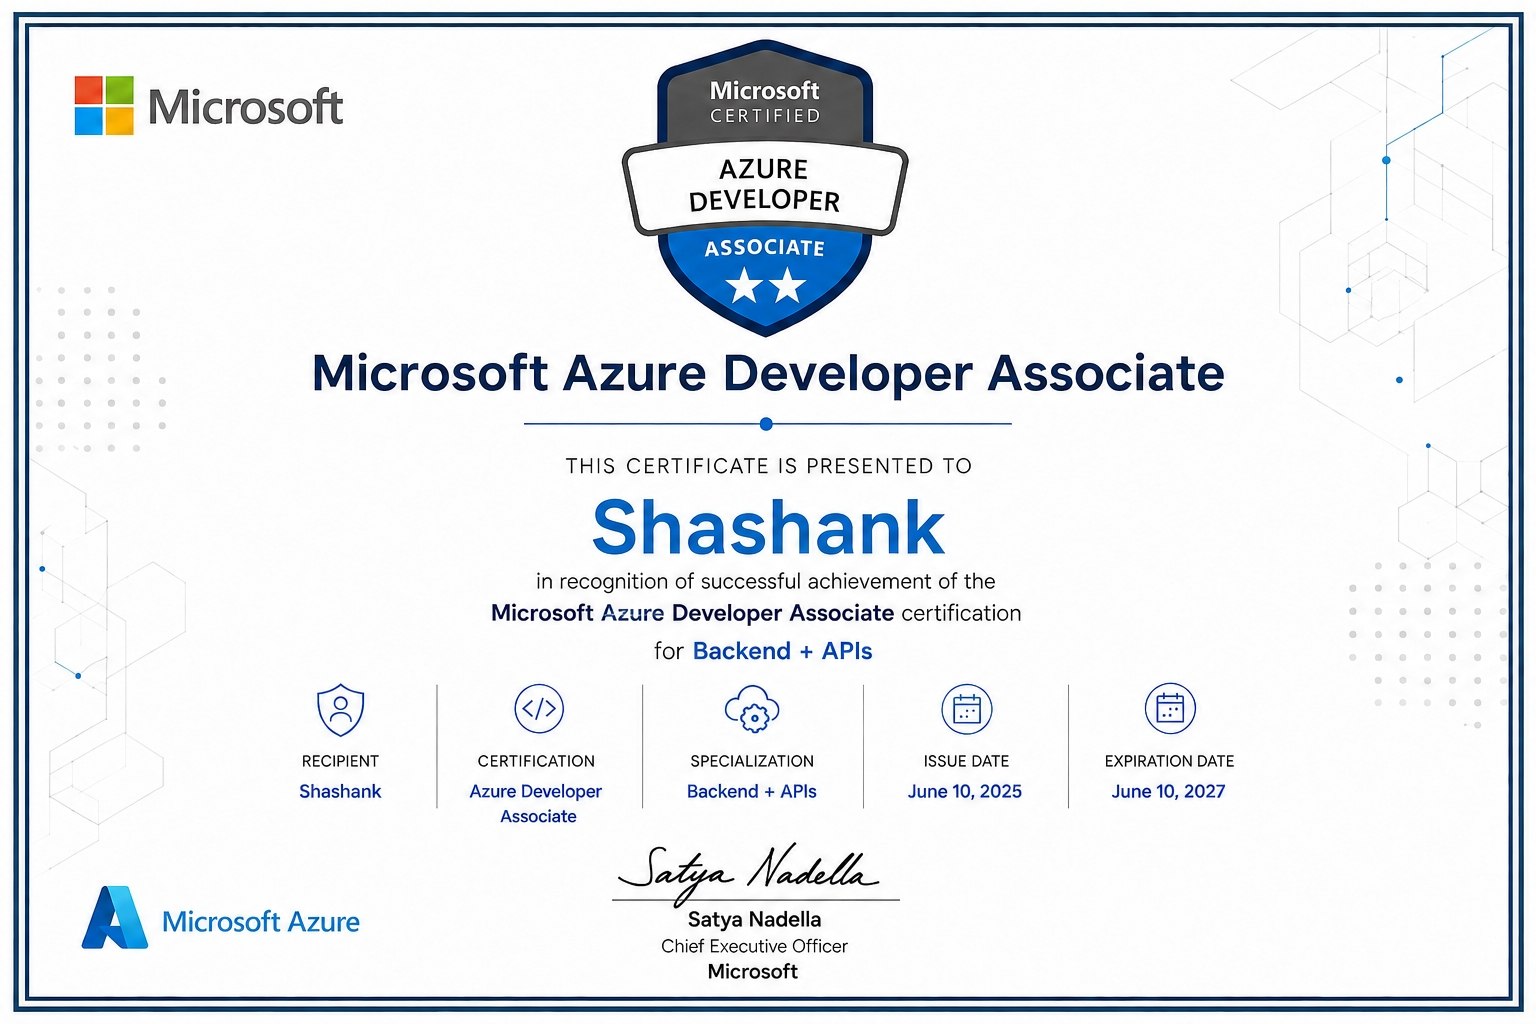 Microsoft
Microsoft
CERTIFIED
AZURE
DEVELOPER
ASSOCIATE
Microsoft Azure Developer Associate
THIS CERTIFICATE IS PRESENTED TO
Shashank
in recognition of successful achievement of the
Microsoft Azure Developer Associate certification
for Backend + APIs
RECIPIENT
Shashank
CERTIFICATION
Azure Developer
Associate
SPECIALIZATION
Backend + APIs
ISSUE DATE
June 10, 2025
EXPIRATION DATE
June 10, 2027
Satya Nadella
Satya Nadella
Chief Executive Officer
Microsoft
Microsoft Azure